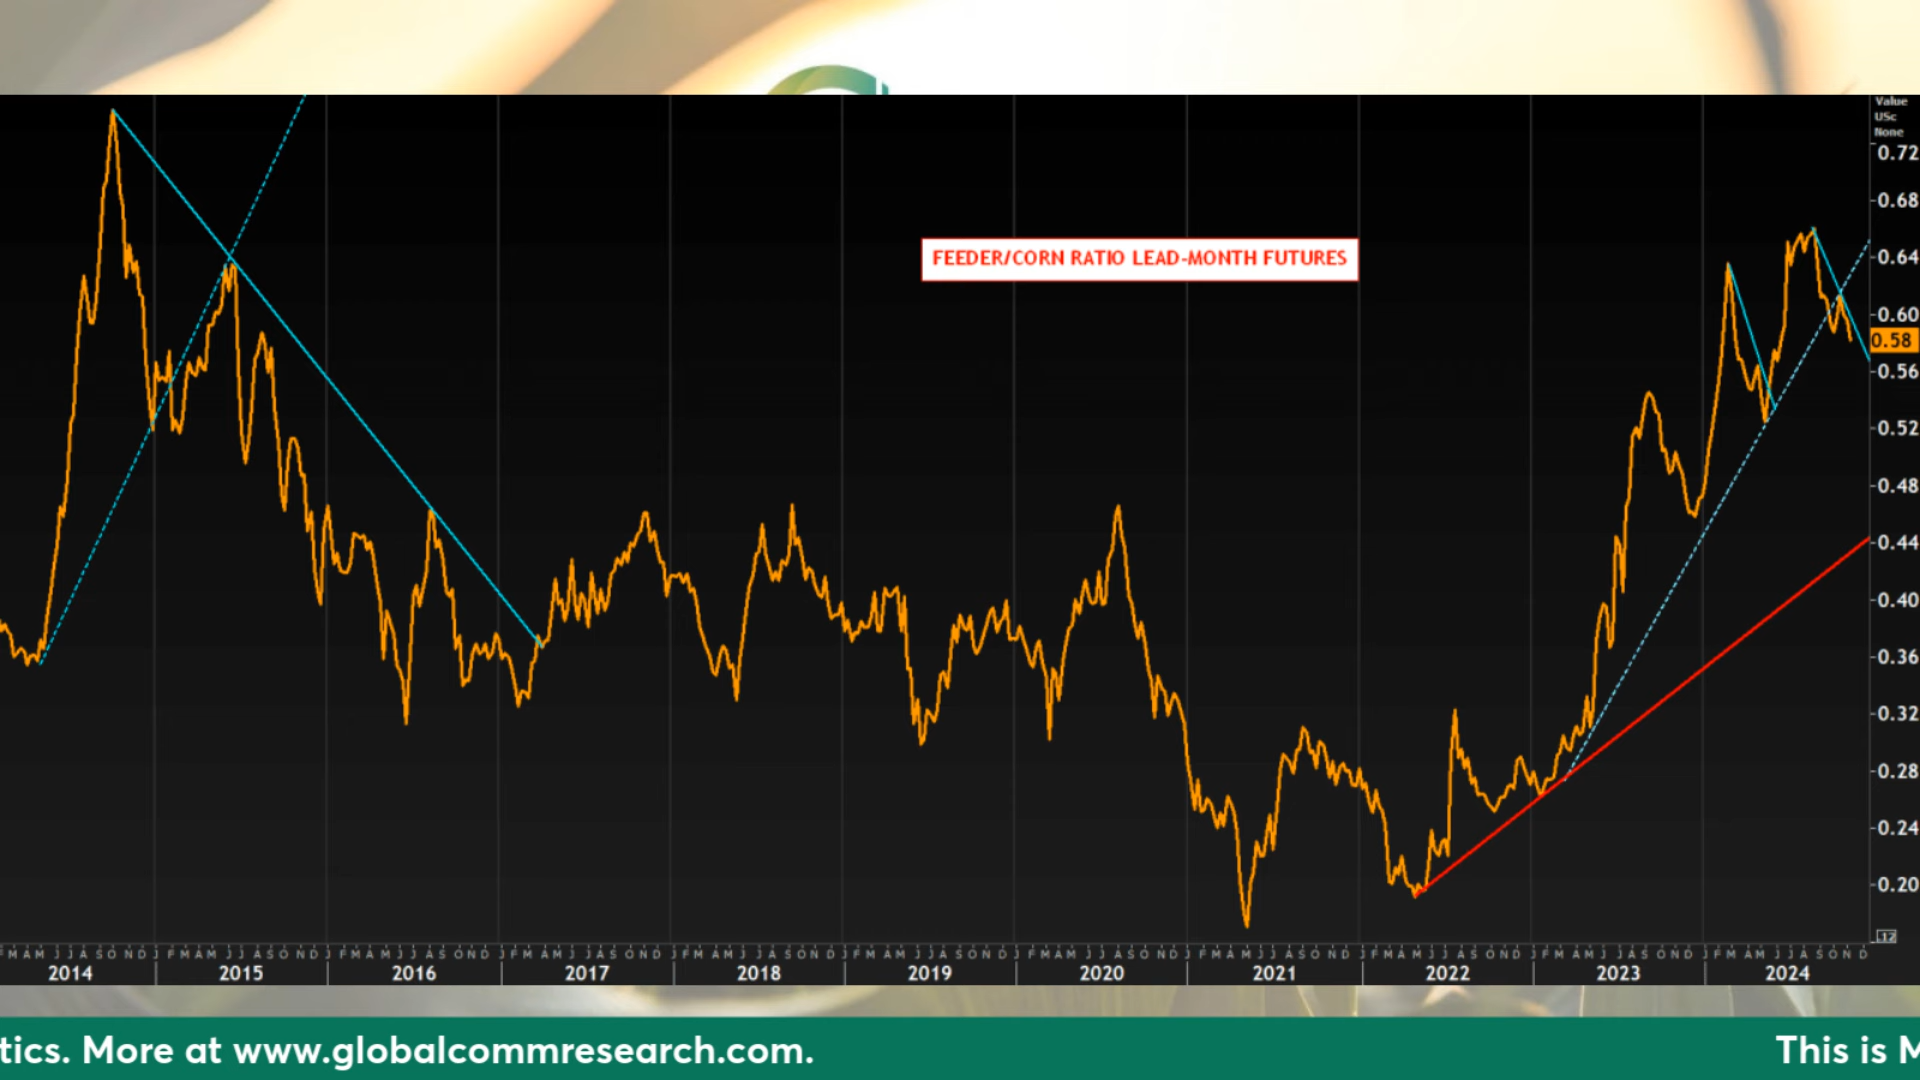 Value
USc
None
0.72
0.68
FEEDER/CORN RATIO LEAD-MONTH FUTURES
0.64
0.60
0.58
0.56
0.52
0.48
0.44
0.40
0.36
0.32
0.28
0.24
0.20
.12
2014 2015 2016 2017 2018 2019 2020 2021 2022 2023 2024
tics. More at www.globalcommresearch.com.
This is M